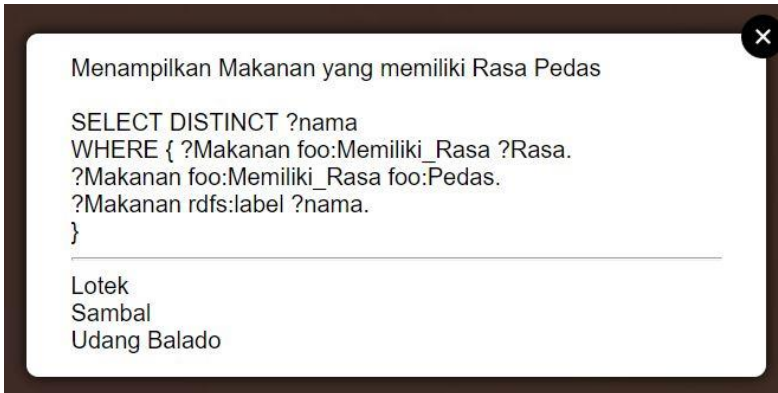 Menampilkan Makanan yang memiliki Rasa Pedas
SELECT DISTINCT ?nama
WHERE { ?Makanan foo:Memiliki_Rasa ?Rasa.
?Makanan foo:Memiliki_Rasa foo:Pedas.
?Makanan rdfs:label ?nama.
}
Lotek
Sambal
Udang Balado